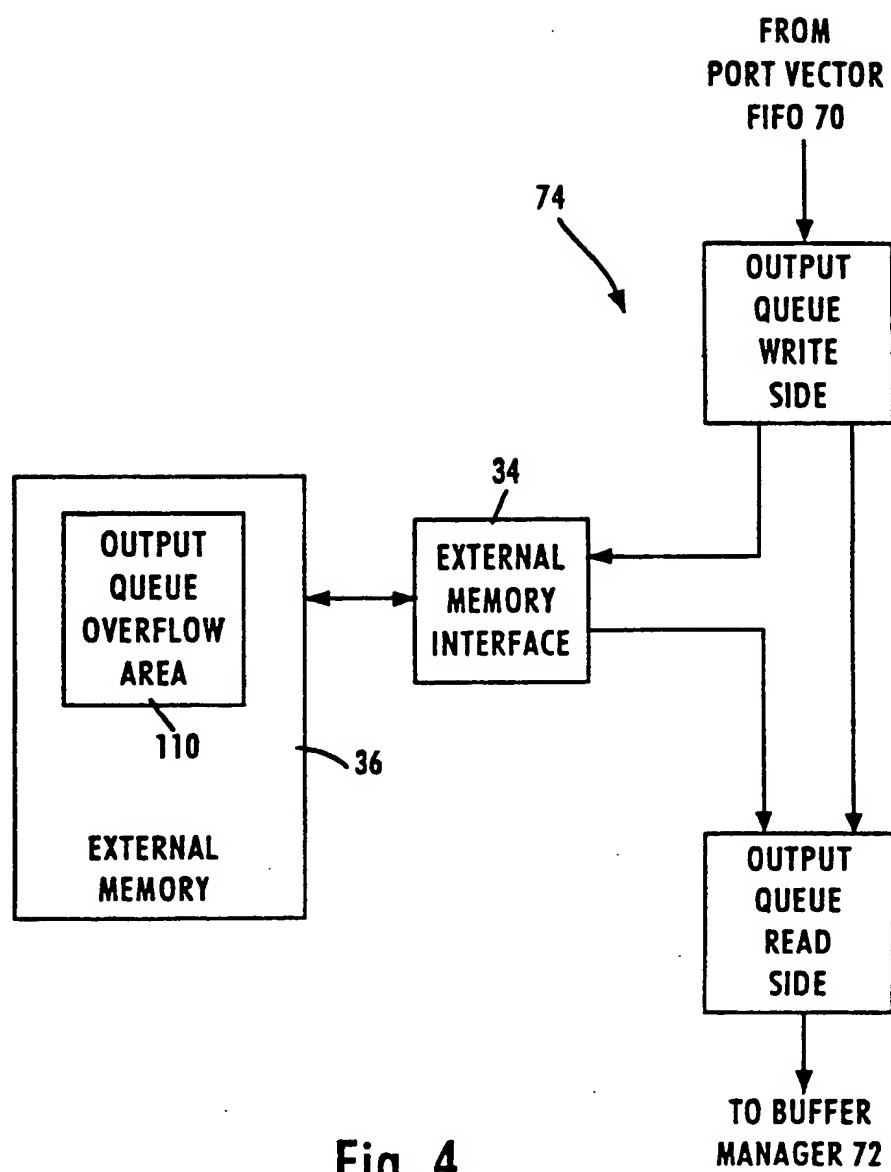 FROM
PORT VECTOR
FIFO 70
74
OUTPUT
QUEUE
WRITE
SIDE
34
EXTERNAL
MEMORY
INTERFACE
OUTPUT
QUEUE
OVERFLOW
AREA
110
36
EXTERNAL
MEMORY
OUTPUT
QUEUE
READ
SIDE
TO BUFFER
MANAGER 72
Fig. 4